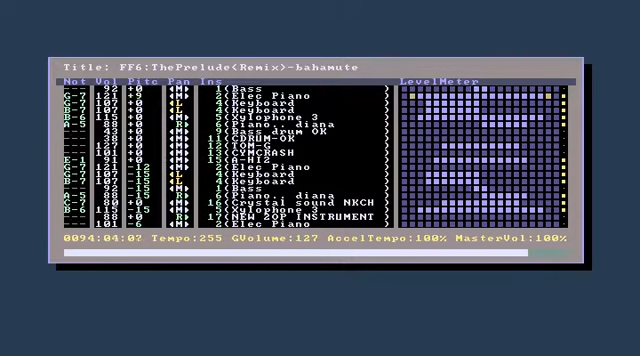 Title: FF6:ThePrelude(Remix)-bahamute
Not Vol Pitc Pan Ins LevelMeter
--- 92 +0 ◄M► 1(Bass )
G-7 121 +9 ◄M► 2(Elec Piano )
G-7 107 +0 ◄L 4(Keyboard )
B-7 107 +0 ◄L 4(Keyboard )
B-6 115 +0 ◄M► 5(Xylophone 3 )
A-5 88 +0 R► 6(Piano.. diana )
--- 43 +0 ◄M► 9(Bass drum OK )
--- 38 +0 ◄M► 11(CDRUM-OK )
--- 127 +0 ◄M► 12(TOM-G )
--- 101 +0 ◄M► 13(CYMCRASH )
E-1 911 +0 ◄M► 15(A-HI2 )
G-7 121 -12 ◄M► 2(Elec Piano )
G-7 107 -15 ◄L 4(Keyboard )
B-7 107 -15 ◄L 4(Keyboard )
--- 928 -15 ◄M► 1(Bass )
A-5 88 -15 R► 6(Piano.. diana )
C-7 80 +0 ◄M► 16(Crystal sound NKCH )
B-6 115 -15 ◄M► 5(Xylophone 3 )
--- 88 +0 R► 17(NEW 2OP INSTRUMENT )
--- 101 -6 ◄M► 2(Elec Piano )
0094:04:07 Tempo:255 GVolume:127 AccelTempo:100% MasterVol:100%